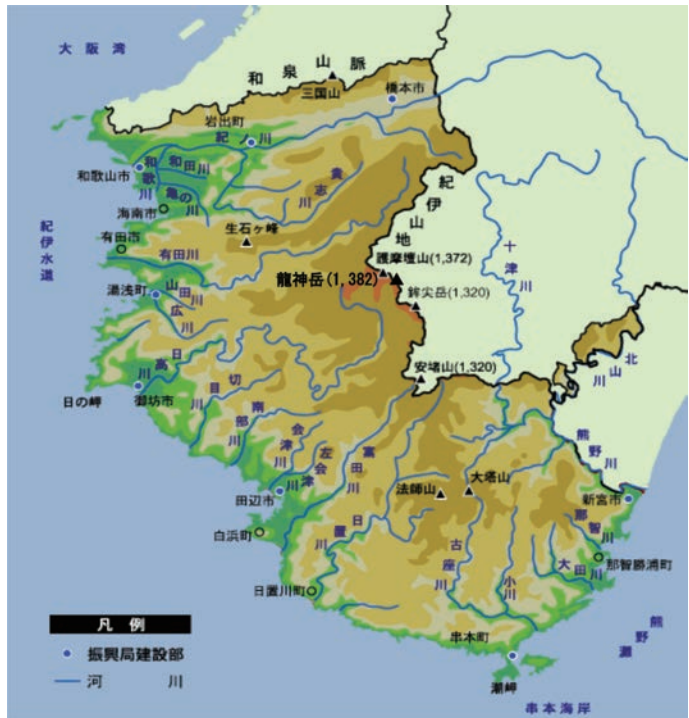 大阪湾
和泉山脈
三国山
橋本市
岩出町
紀ノ川
和歌山市
和田川
和歌川
亀の川
海南市
貴志川
紀伊山地
紀伊水道
生石ヶ峰
有田市
有田川
十津川
護摩壇山(1,372)
龍神岳(1,382)
鉾尖岳(1,320)
湯浅町
山田川
広川
北山川
安堵山(1,320)
日高川
日の岬
御坊市
切目川
南部川
会津川
左会津川
富田川
熊野川
大塔山
法師山
新宮市
田辺市
那智川
白浜町
日置川
古座川
小川
大田川
那智勝浦町
日置川町
凡例
振興局建設部
河川
串本町
潮岬
熊野灘
串本海岸